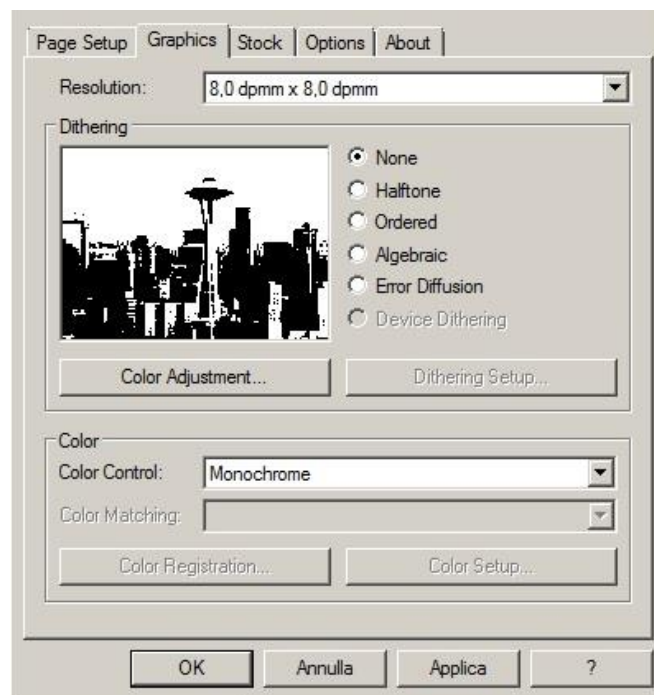 Page Setup Graphics Stock Options About
Resolution: 8,0 dpmm x 8,0 dpmm
Dithering
None
Halftone
Ordered
Algebraic
Error Diffusion
Device Dithering
Color Adjustment... Dithering Setup...
Color
Color Control: Monochrome
Color Matching:
Color Registration... Color Setup...
OK Annulla Applica ?